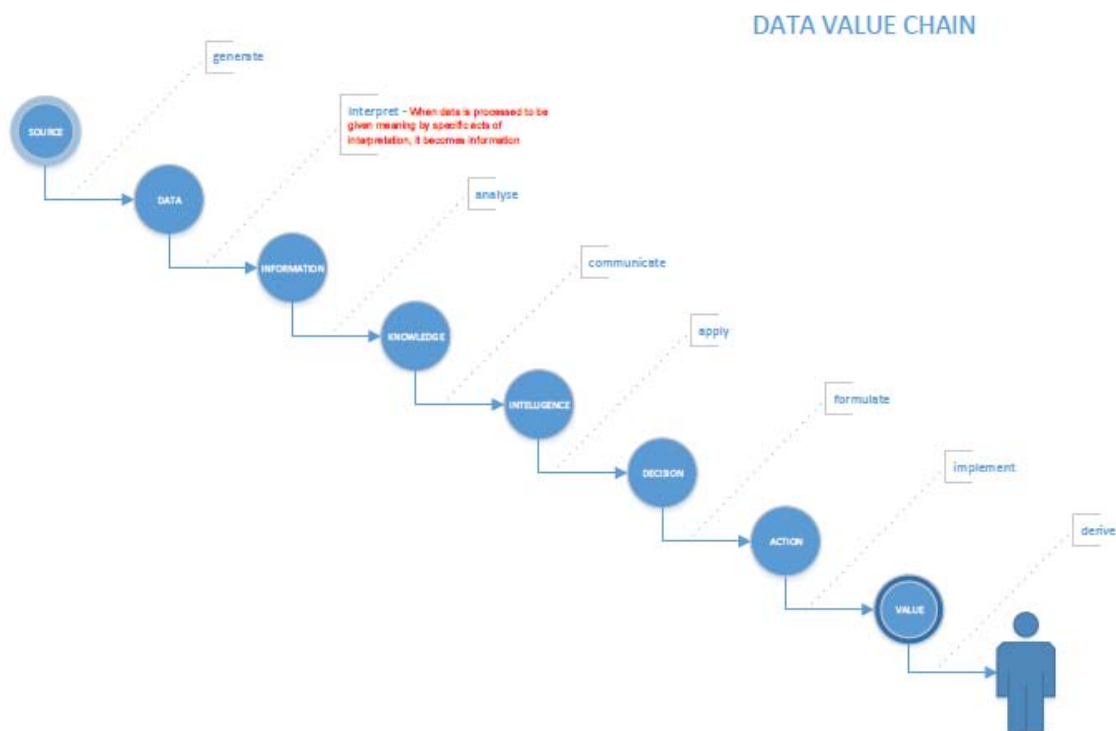 DATA VALUE CHAIN
generate
SOURCE
Interpret - When data is processed to be
given meaning by specific acts of
interpretation, it becomes information
DATA
analyse
INFORMATION
communicate
KNOWLEDGE
apply
INTELLIGENCE
formulate
DECISION
implement
ACTION
derive
VALUE